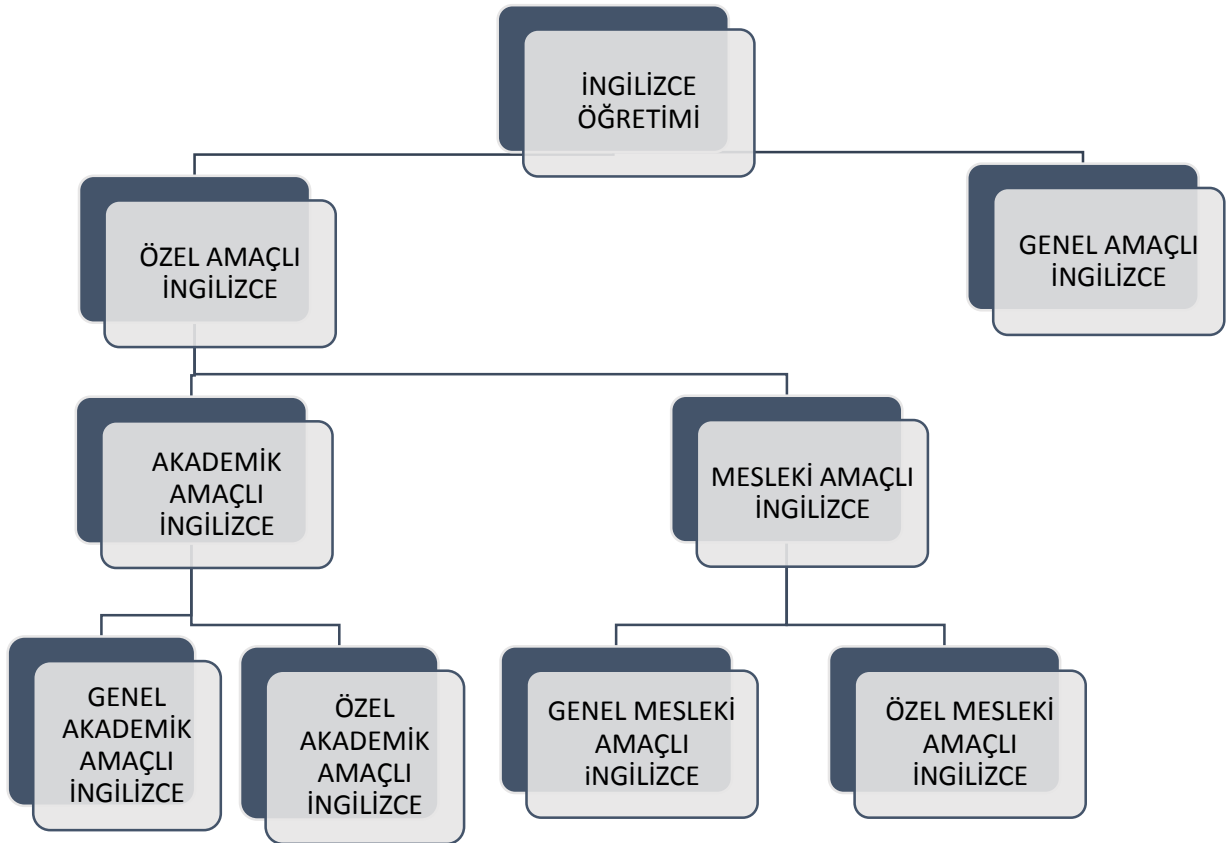 İNGİLİZCE
ÖĞRETİMİ
ÖZEL AMAÇLI
İNGİLİZCE
GENEL AMAÇLI
İNGİLİZCE
AKADEMİK
AMAÇLI
İNGİLİZCE
MESLEKİ AMAÇLI
İNGİLİZCE
GENEL
AKADEMİK
AMAÇLI
İNGİLİZCE
ÖZEL
AKADEMİK
AMAÇLI
İNGİLİZCE
GENEL MESLEKİ
AMAÇLI
iNGİLİZCE
ÖZEL MESLEKİ
AMAÇLI
İNGİLİZCE